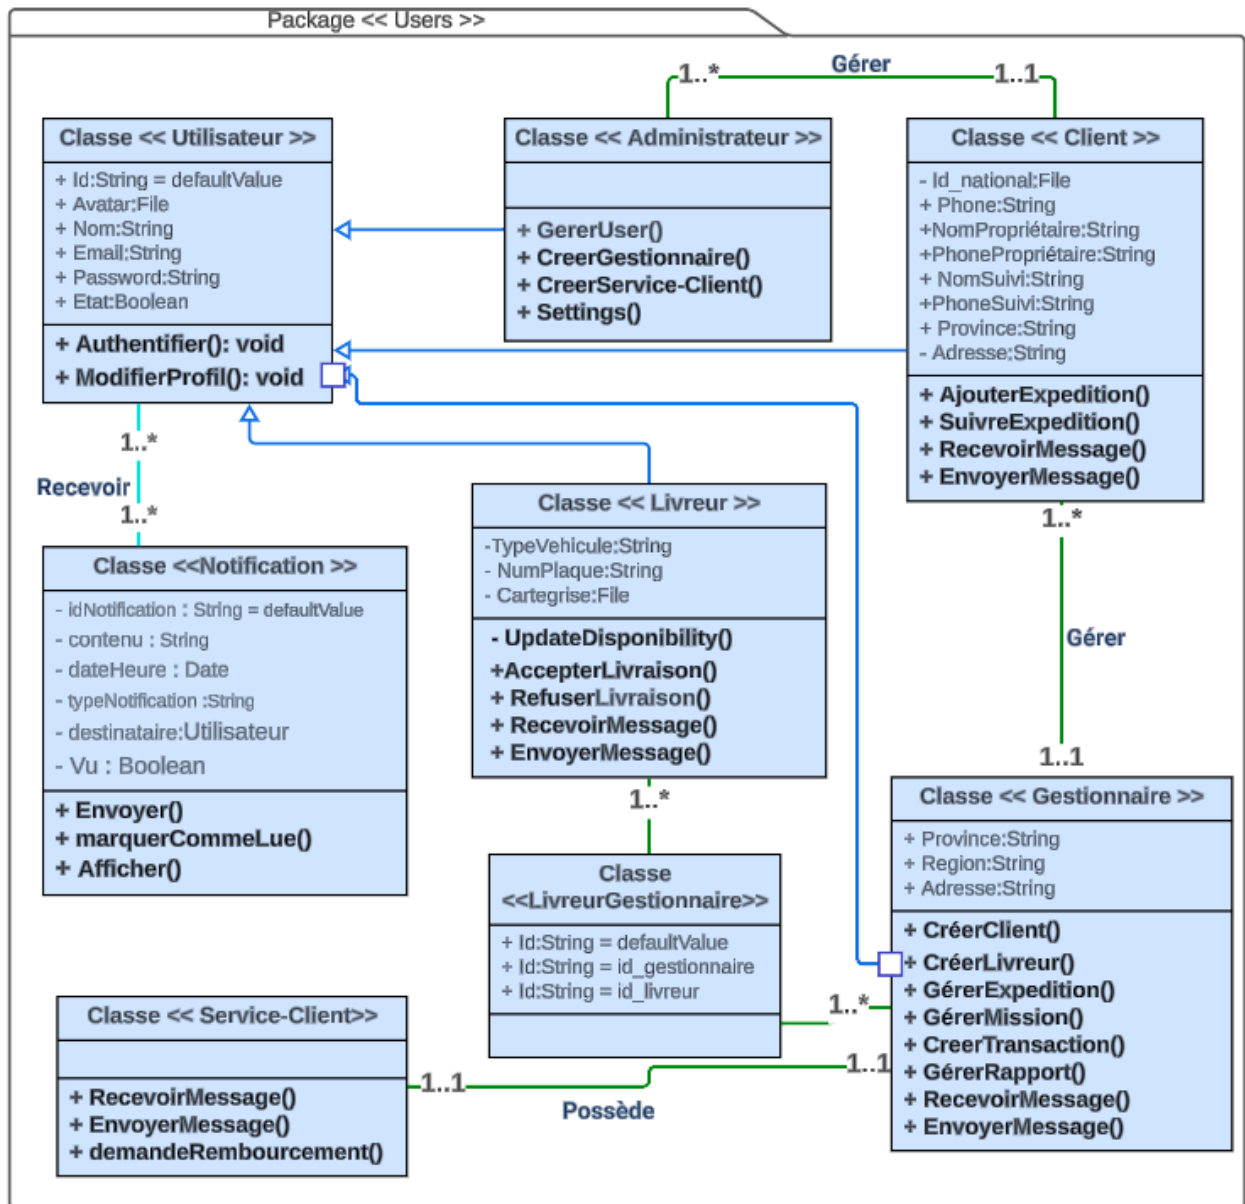 Package << Users >>
1..*
Gérer
1..1
Classe << Utilisateur >>
+ Id:String = defaultValue
+ Avatar:File
+ Nom:String
+ Email:String
+ Password:String
+ Etat:Boolean
+ Authentifier(): void
+ ModifierProfil(): void
Classe << Administrateur >>
+ GererUser()
+ CreerGestionnaire()
+ CreerService-Client()
+ Settings()
Classe << Client >>
- Id_national:File
+ Phone:String
+NomPropriétaire:String
+PhonePropriétaire:String
+ NomSuivi:String
+PhoneSuivi:String
+ Province:String
- Adresse:String
+ AjouterExpedition()
+ SuivreExpedition()
+ RecevoirMessage()
+ EnvoyerMessage()
1..*
Recevoir
1..*
Classe <<Notification >>
- idNotification : String = defaultValue
- contenu : String
- dateHeure : Date
- typeNotification :String
- destinataire:Utilisateur
- Vu : Boolean
+ Envoyer()
+ marquerCommeLue()
+ Afficher()
Classe << Livreur >>
-TypeVehicule:String
- NumPlaque:String
- Cartegrise:File
- UpdateDisponibility()
+AccepterLivraison()
+ RefuserLivraison()
+ RecevoirMessage()
+ EnvoyerMessage()
1..*
Gérer
1..1
1..*
Classe
<<LivreurGestionnaire>>
+ Id:String = defaultValue
+ Id:String = id_gestionnaire
+ Id:String = id_livreur
Classe << Gestionnaire >>
+ Province:String
+ Region:String
+ Adresse:String
+ CréerClient()
+ CréerLivreur()
+ GérerExpedition()
+ GérerMission()
+ CreerTransaction()
+ GérerRapport()
+ RecevoirMessage()
+ EnvoyerMessage()
1..*
Classe << Service-Client>>
+ RecevoirMessage()
+ EnvoyerMessage()
+ demandeRembourcement()
1..1
Possède
1..1